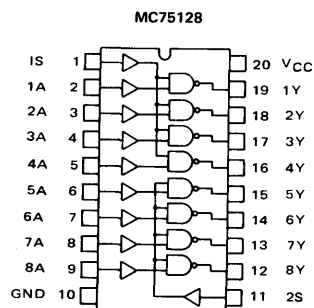 MC75128
IS 1 20 VCC
1A 2 19 1Y
2A 3 18 2Y
3A 4 17 3Y
4A 5 16 4Y
5A 6 15 5Y
6A 7 14 6Y
7A 8 13 7Y
8A 9 12 8Y
GND 10 11 2S